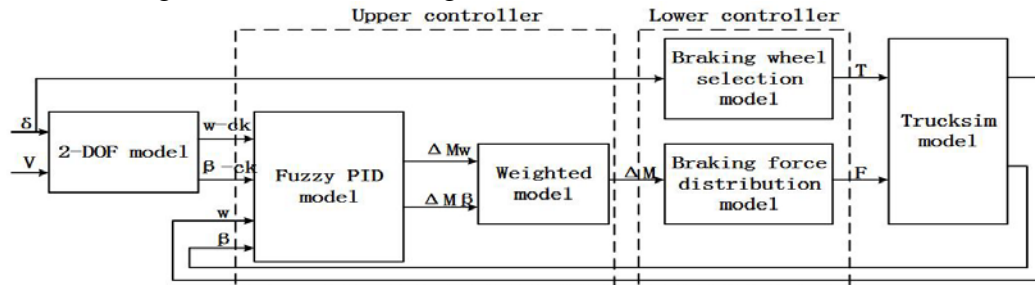 Upper controller
Lower controller
Braking wheel
selection
model
T
Trucksim
model
δ
V
2-DOF model
w-ck
β-ck
Fuzzy PID
model
w
β
ΔMw
ΔMβ
Weighted
model
ΔM
Braking force
distribution
model
F